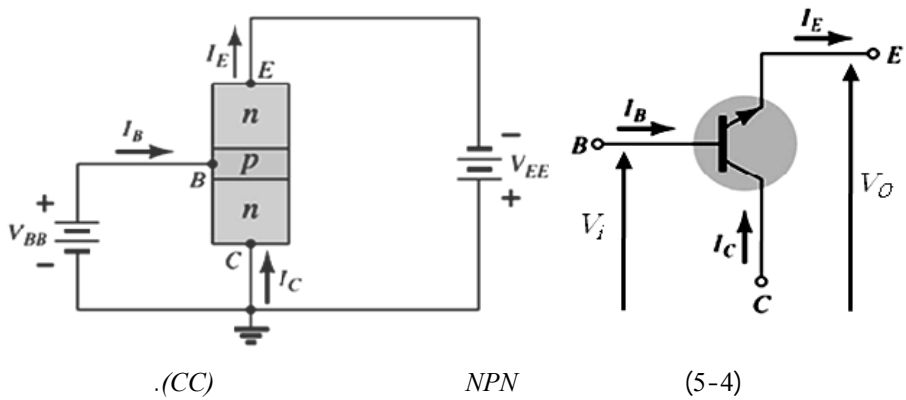 I_E
E
n
I_B
p
B
n
C
I_C
+
V_BB
−
−
V_EE
+
I_E
E
I_B
B
V_i
I_C
C
V_O
.(CC) NPN (5-4)